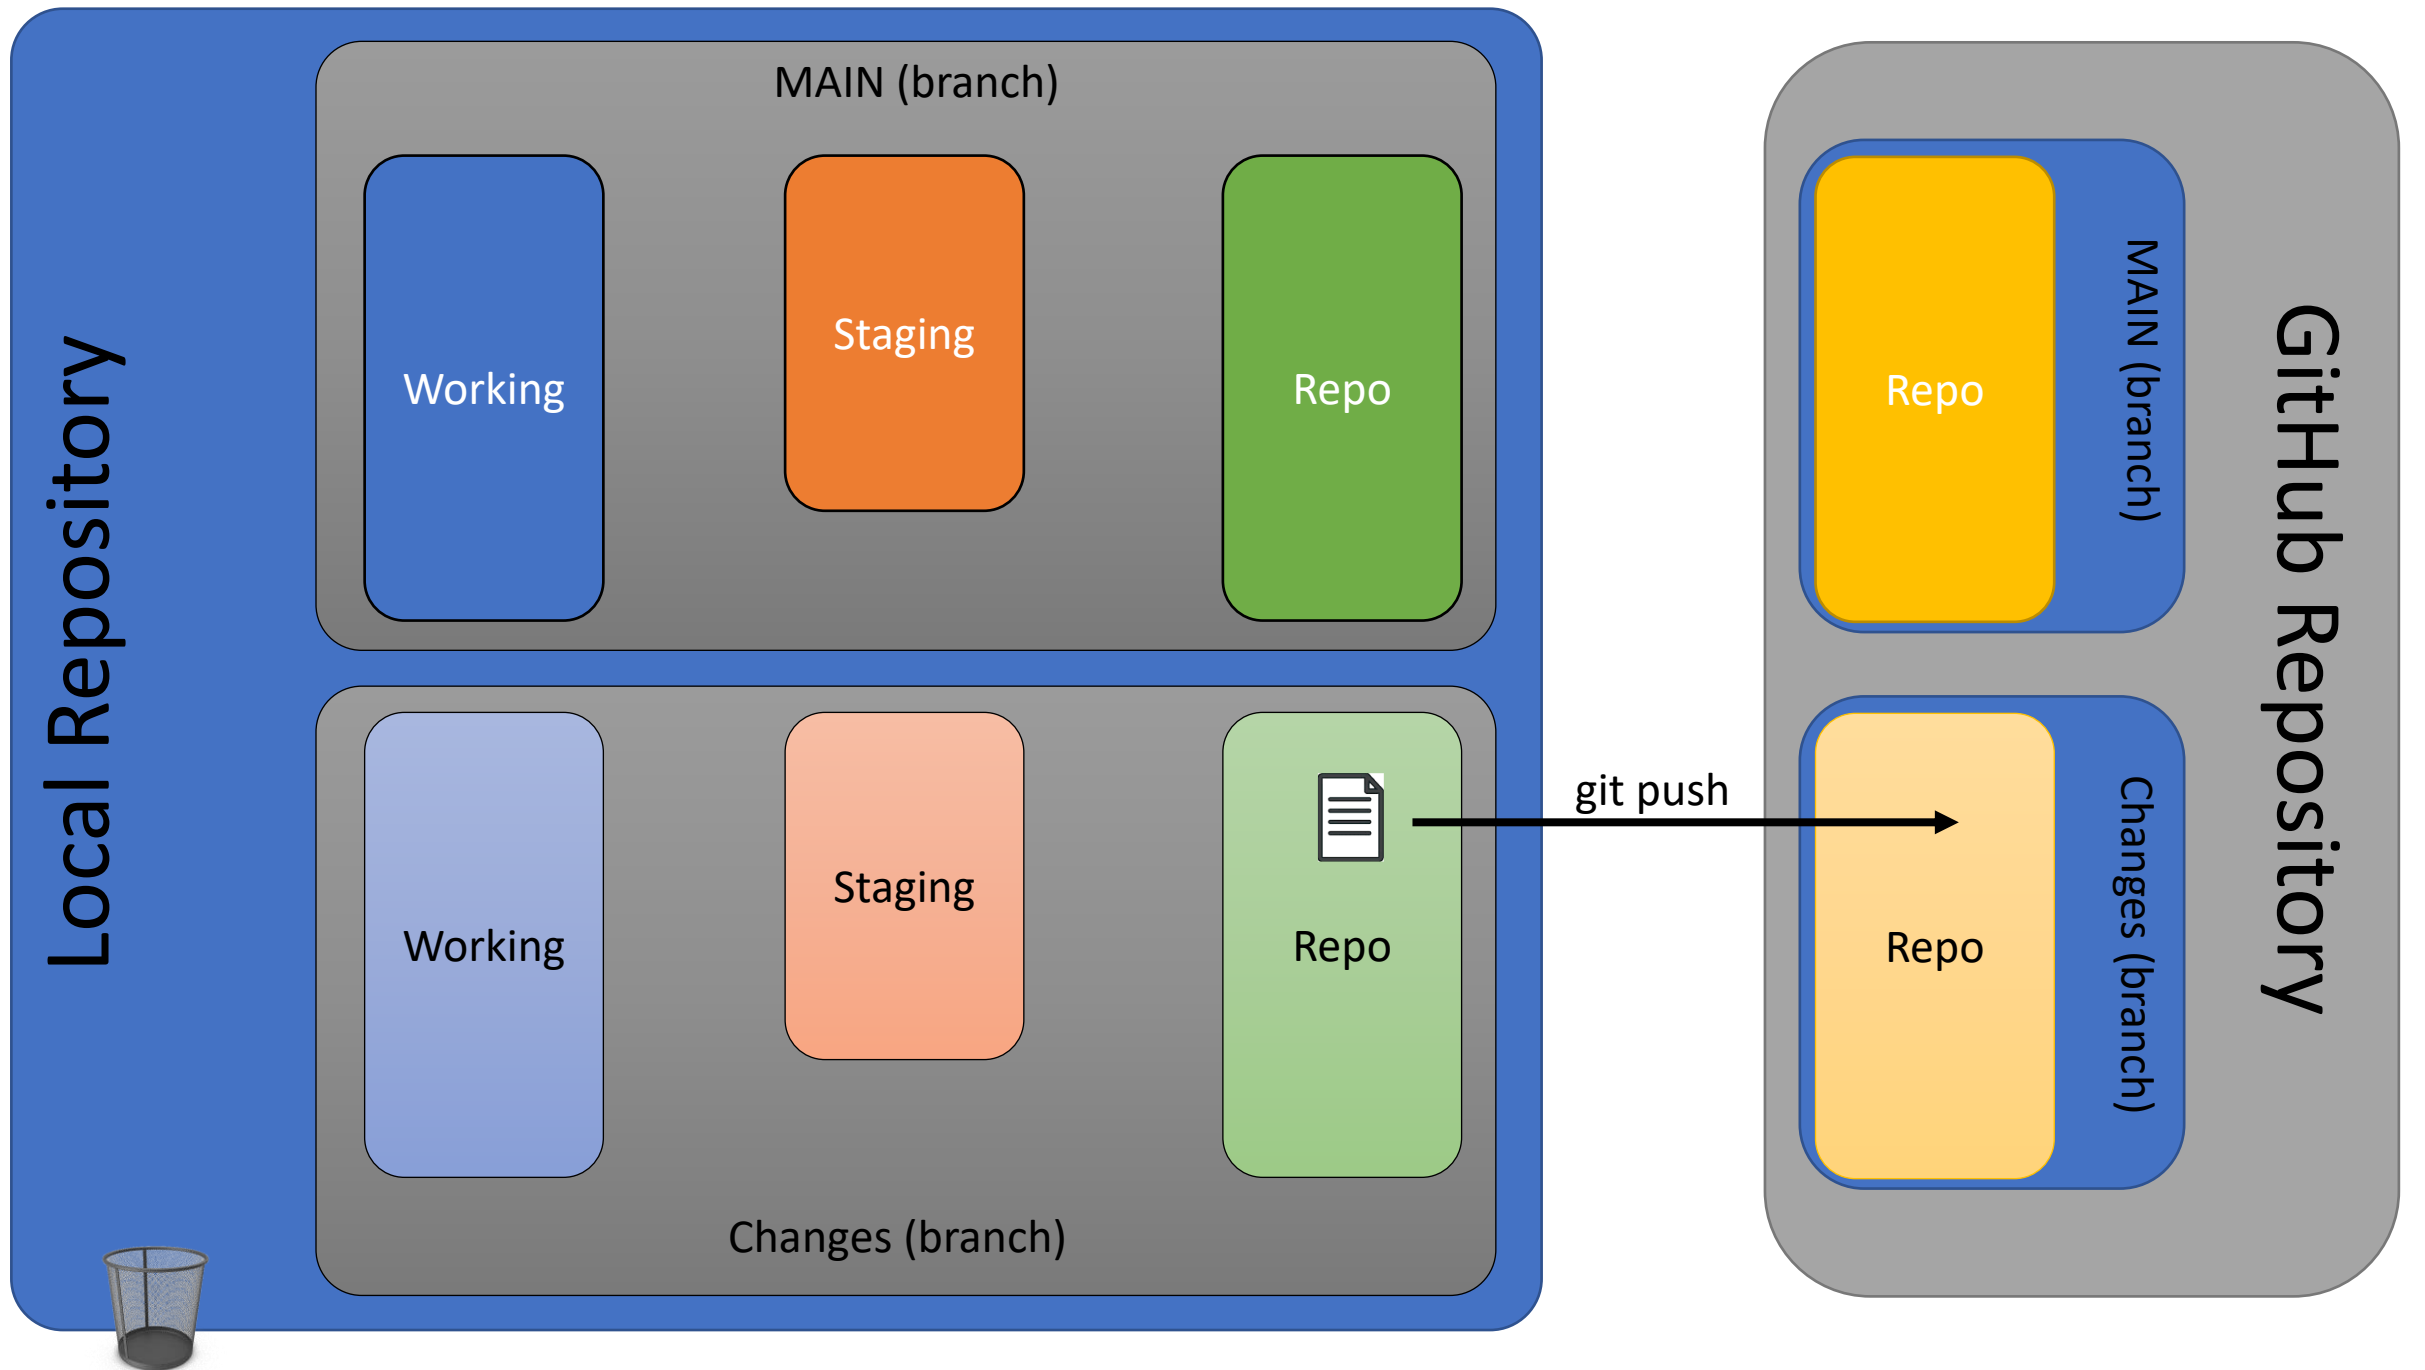 Local Repository
MAIN (branch)
Working
Staging
Repo
Working
Staging
Repo
Changes (branch)
git push
Repo
MAIN (branch)
Repo
Changes (branch)
GitHub Repository